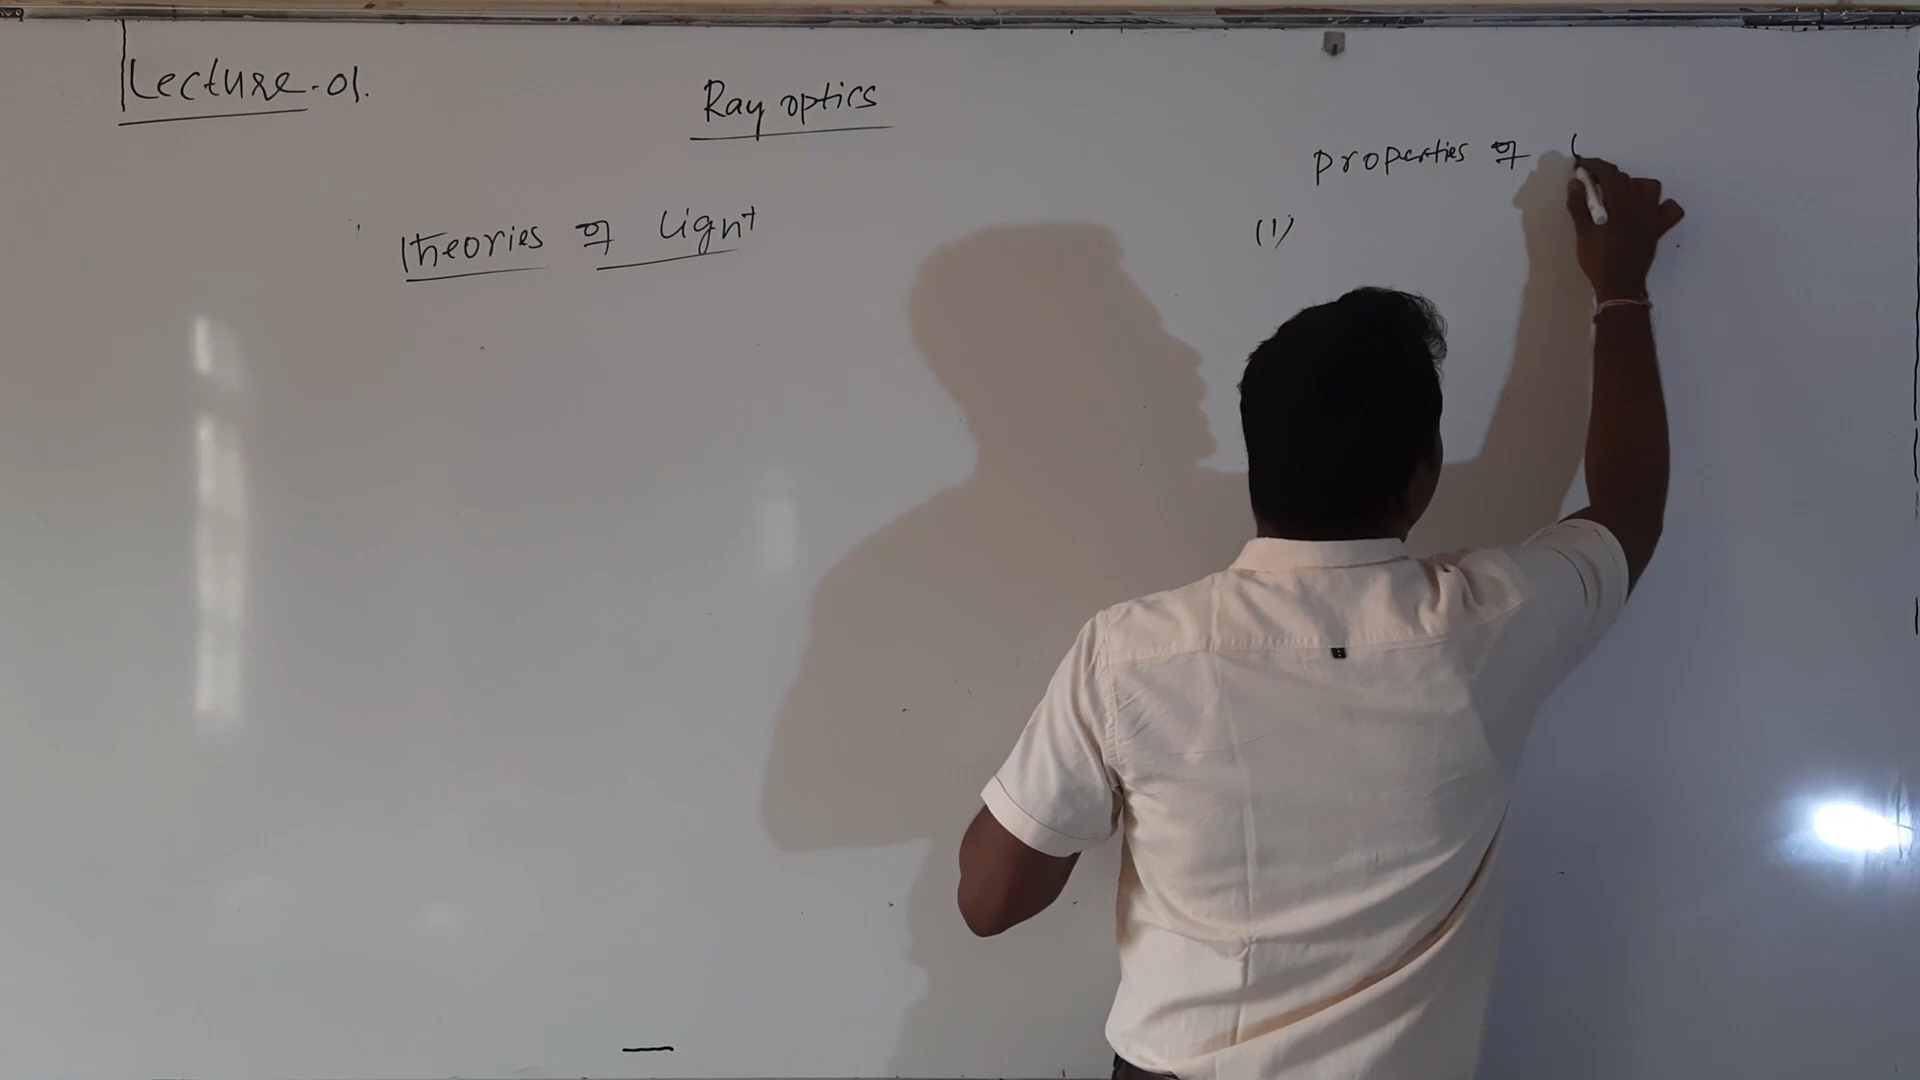 Lecture-01.
Ray optics
Theories of Light
properties of
(1)